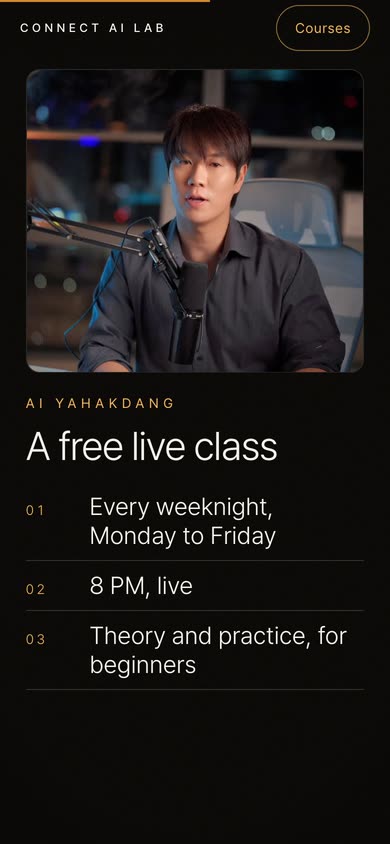 CONNECT AI LAB
Courses
AI YAHAKDANG
A free live class
01
Every weeknight,
Monday to Friday
02
8 PM, live
03
Theory and practice, for
beginners